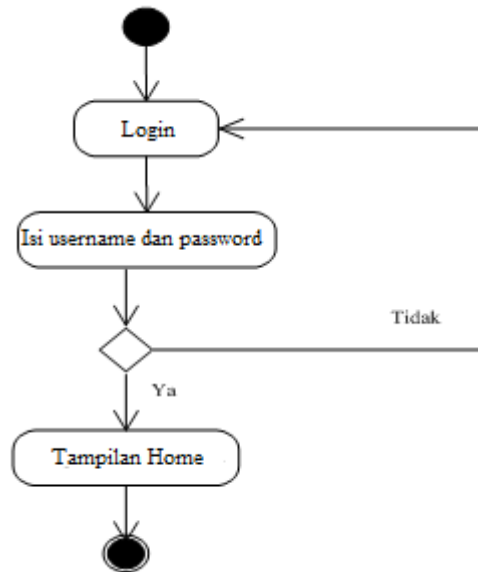 Login
Isi username dan password
Tidak
Ya
Tampilan Home